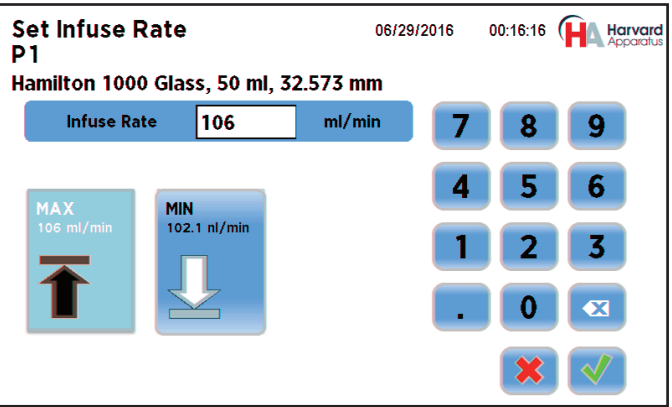 Set Infuse Rate
06/29/2016 00:16:16
HA Harvard
Apparatus
P1
Hamilton 1000 Glass, 50 ml, 32.573 mm
Infuse Rate 106 ml/min
7 8 9
4 5 6
MAX
106 ml/min
MIN
102.1 nl/min
1 2 3
. 0